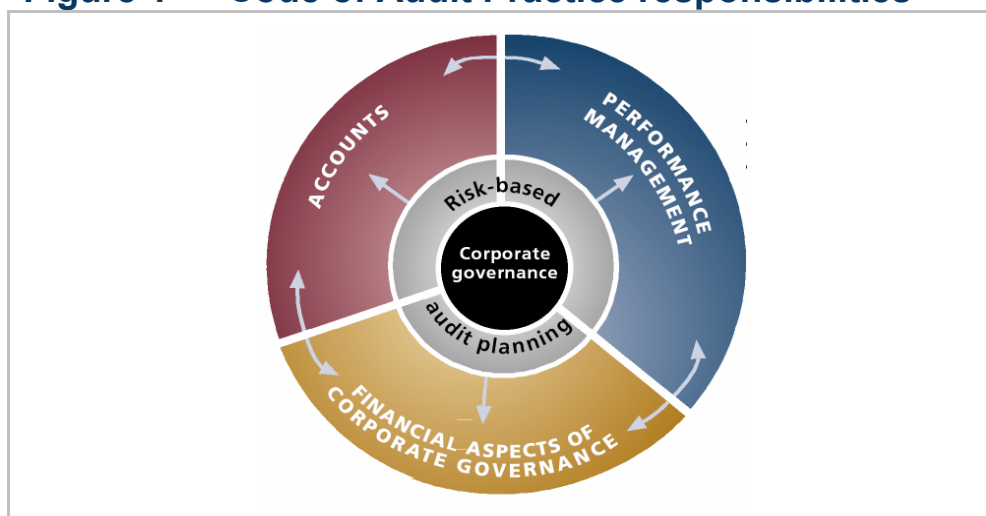 Figure Code of Audit Practice responsibilities
ACCOUNTS
PERFORMANCE
MANAGEMENT
Risk-based
Corporate
governance
audit planning
FINANCIAL ASPECTS OF
CORPORATE GOVERNANCE